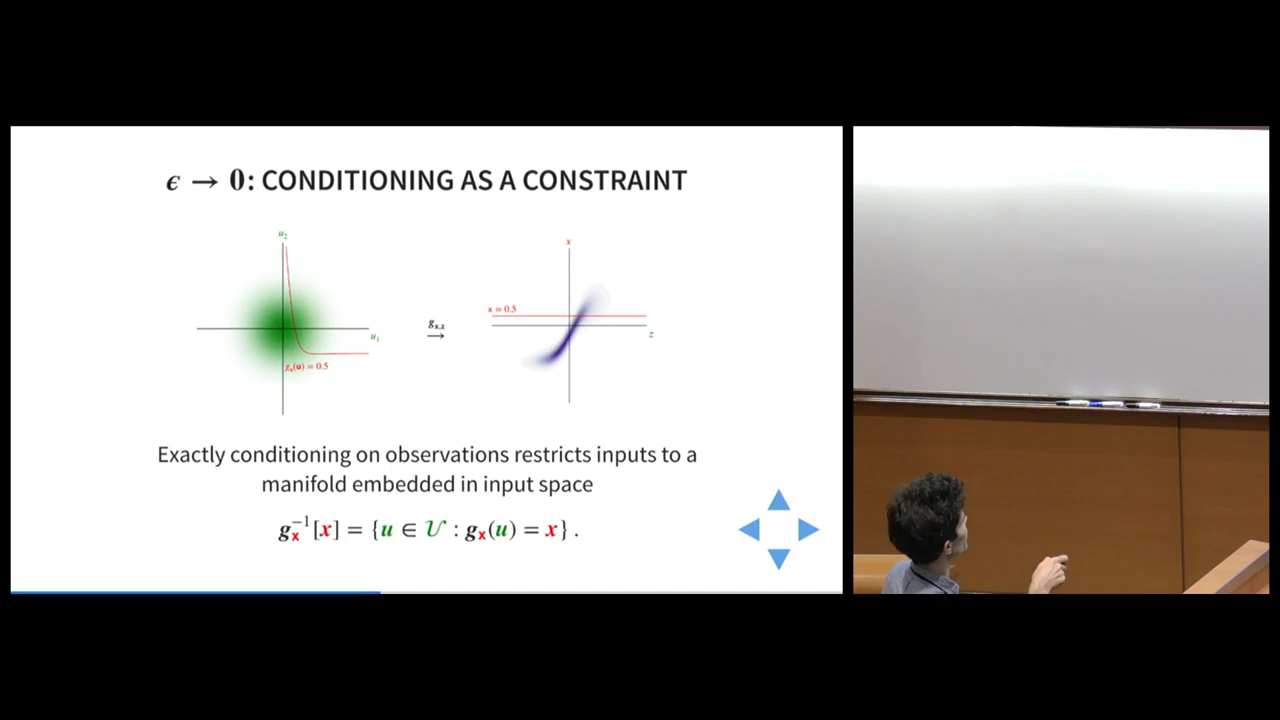 ϵ → 0: CONDITIONING AS A CONSTRAINT
u₂
u₁
gₓ(u) = 0.5
g_{x,z}
→
x
x = 0.5
z
Exactly conditioning on observations restricts inputs to a
manifold embedded in input space
gₓ⁻¹[x] = {u ∈ 𝒰 : gₓ(u) = x} .